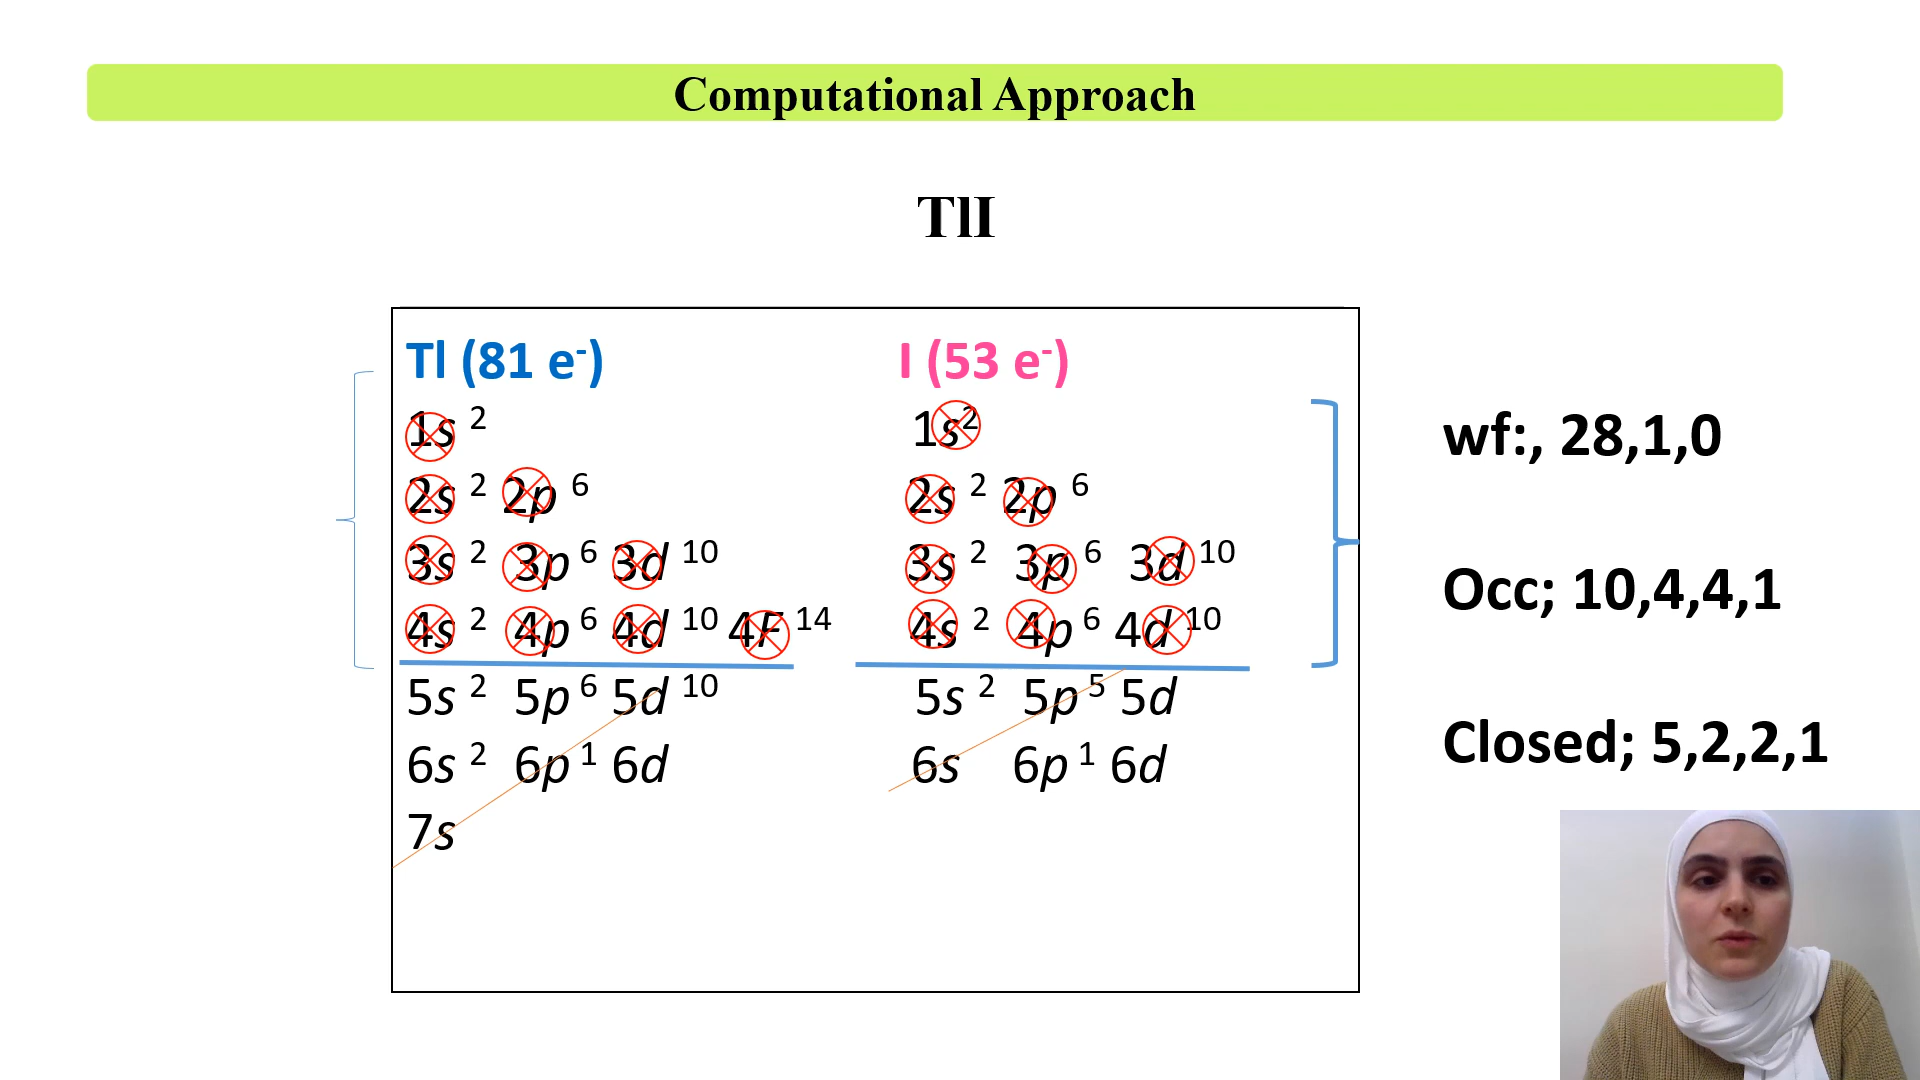 Computational Approach
TlI
Tl (81 e-)
1s 2
2s 2 2p 6
3s 2 3p 6 3d 10
4s 2 4p 6 4d 10 4F 14
5s 2 5p 6 5d 10
6s 2 6p 1 6d
7s
I (53 e-)
1s2
2s 2 2p 6
3s 2 3p 6 3d 10
4s 2 4p 6 4d 10
5s 2 5p 5 5d
6s 6p 1 6d
wf:, 28,1,0
Occ; 10,4,4,1
Closed; 5,2,2,1